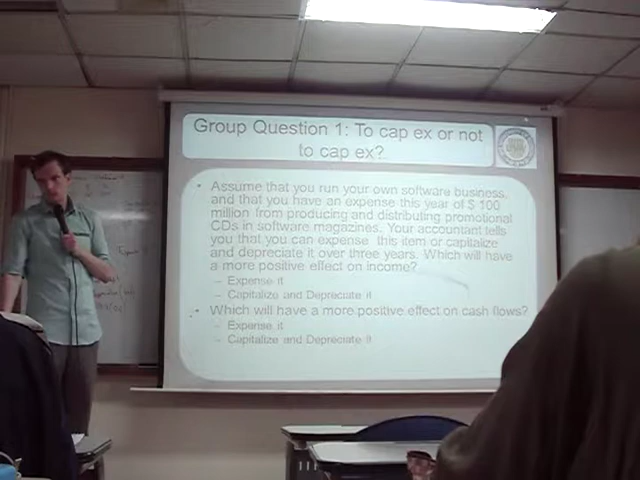 Group Question 1: To cap ex or not
to cap ex?
• Assume that you run your own software business,
and that you have an expense this year of $ 100
million from producing and distributing promotional
CDs in software magazines. Your accountant tells
you that you can expense this item or capitalize
and depreciate it over three years. Which will have
a more positive effect on income?
– Expense it
– Capitalize and Depreciate it
• Which will have a more positive effect on cash flows?
– Expense it
– Capitalize and Depreciate it